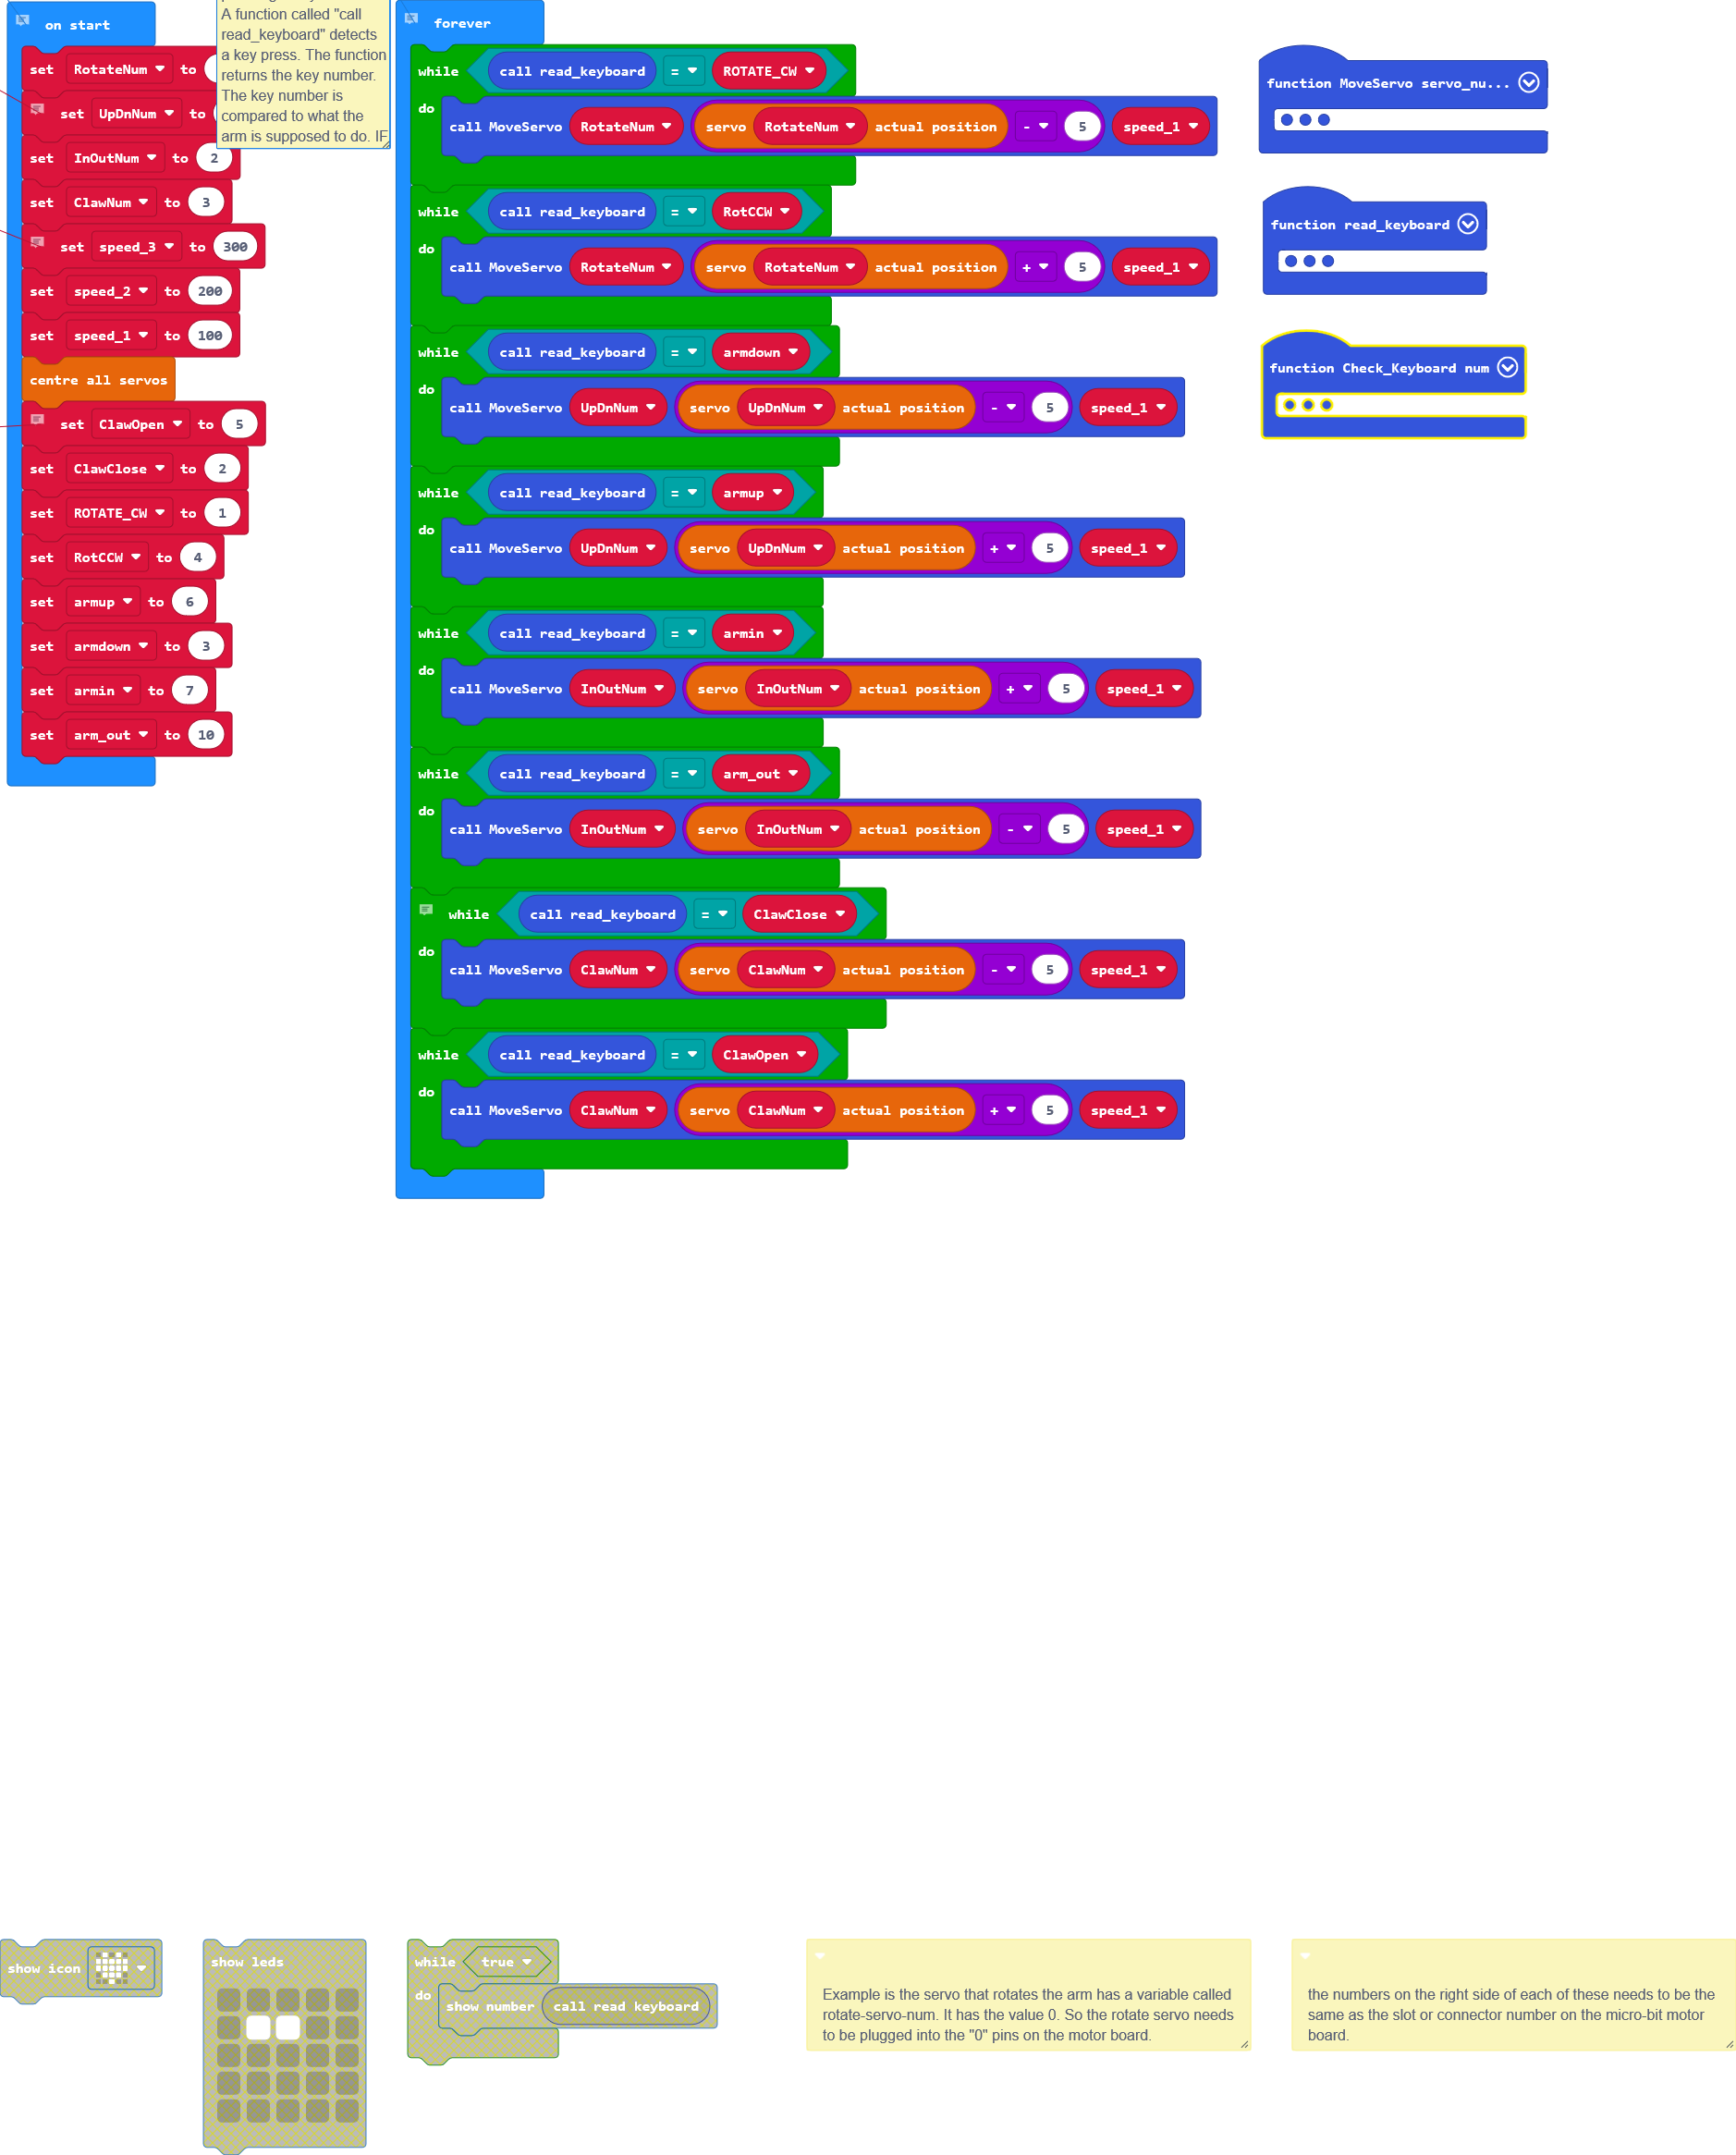 on start
set RotateNum to
set UpDnNum to
set InOutNum to 2
set ClawNum to 3
set speed_3 to 300
set speed_2 to 200
set speed_1 to 100
centre all servos
set ClawOpen to 5
set ClawClose to 2
set ROTATE_CW to 1
set RotCCW to 4
set armup to 6
set armdown to 3
set armin to 7
set arm_out to 10
A function called "call
read_keyboard" detects
a key press. The function
returns the key number.
The key number is
compared to what the
arm is supposed to do. IF
forever
while call read_keyboard = ROTATE_CW
do
call MoveServo RotateNum servo RotateNum actual position - 5 speed_1
while call read_keyboard = RotCCW
do
call MoveServo RotateNum servo RotateNum actual position + 5 speed_1
while call read_keyboard = armdown
do
call MoveServo UpDnNum servo UpDnNum actual position - 5 speed_1
while call read_keyboard = armup
do
call MoveServo UpDnNum servo UpDnNum actual position + 5 speed_1
while call read_keyboard = armin
do
call MoveServo InOutNum servo InOutNum actual position + 5 speed_1
while call read_keyboard = arm_out
do
call MoveServo InOutNum servo InOutNum actual position - 5 speed_1
while call read_keyboard = ClawClose
do
call MoveServo ClawNum servo ClawNum actual position - 5 speed_1
while call read_keyboard = ClawOpen
do
call MoveServo ClawNum servo ClawNum actual position + 5 speed_1
function MoveServo servo_nu...
function read_keyboard
function Check_Keyboard num
show icon
show leds
while true
do
show number call read keyboard
Example is the servo that rotates the arm has a variable called
rotate-servo-num. It has the value 0. So the rotate servo needs
to be plugged into the "0" pins on the motor board.
the numbers on the right side of each of these needs to be the
same as the slot or connector number on the micro-bit motor
board.